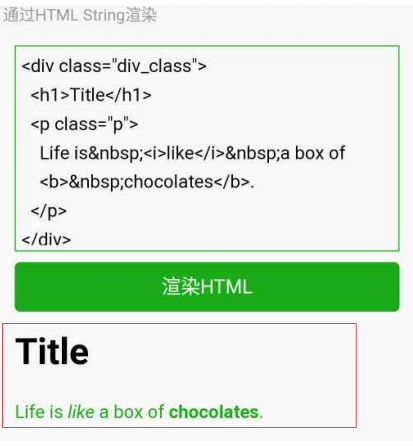 通过HTML String渲染
<div class="div_class">
<h1>Title</h1>
<p class="p">
Life is&nbsp;<i>like</i>&nbsp;a box of
<b>&nbsp;chocolates</b>.
</p>
</div>
渲染HTML
Title
Life is like a box of chocolates.